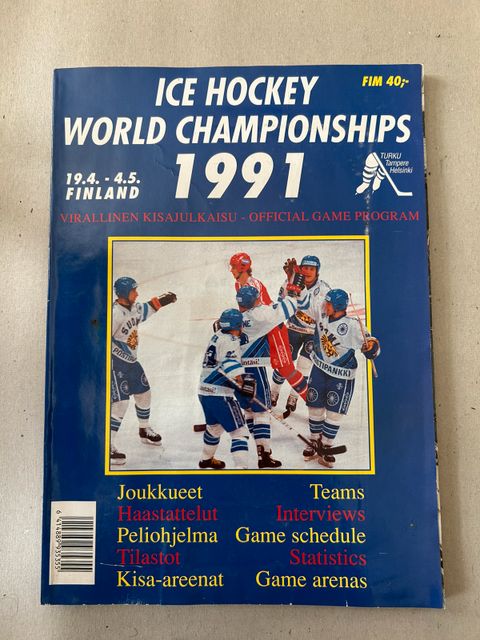 FIM 40;-
ICE HOCKEY
WORLD CHAMPIONSHIPS
19.4. - 4.5. 1991
FINLAND
TURKU
Tampere
Helsinki
VIRALLINEN KISAJULKAISU - OFFICIAL GAME PROGRAM
SUOMI
Joukkueet Teams
Haastattelut Interviews
Peliohjelma Game schedule
Tilastot Statistics
Kisa-areenat Game arenas